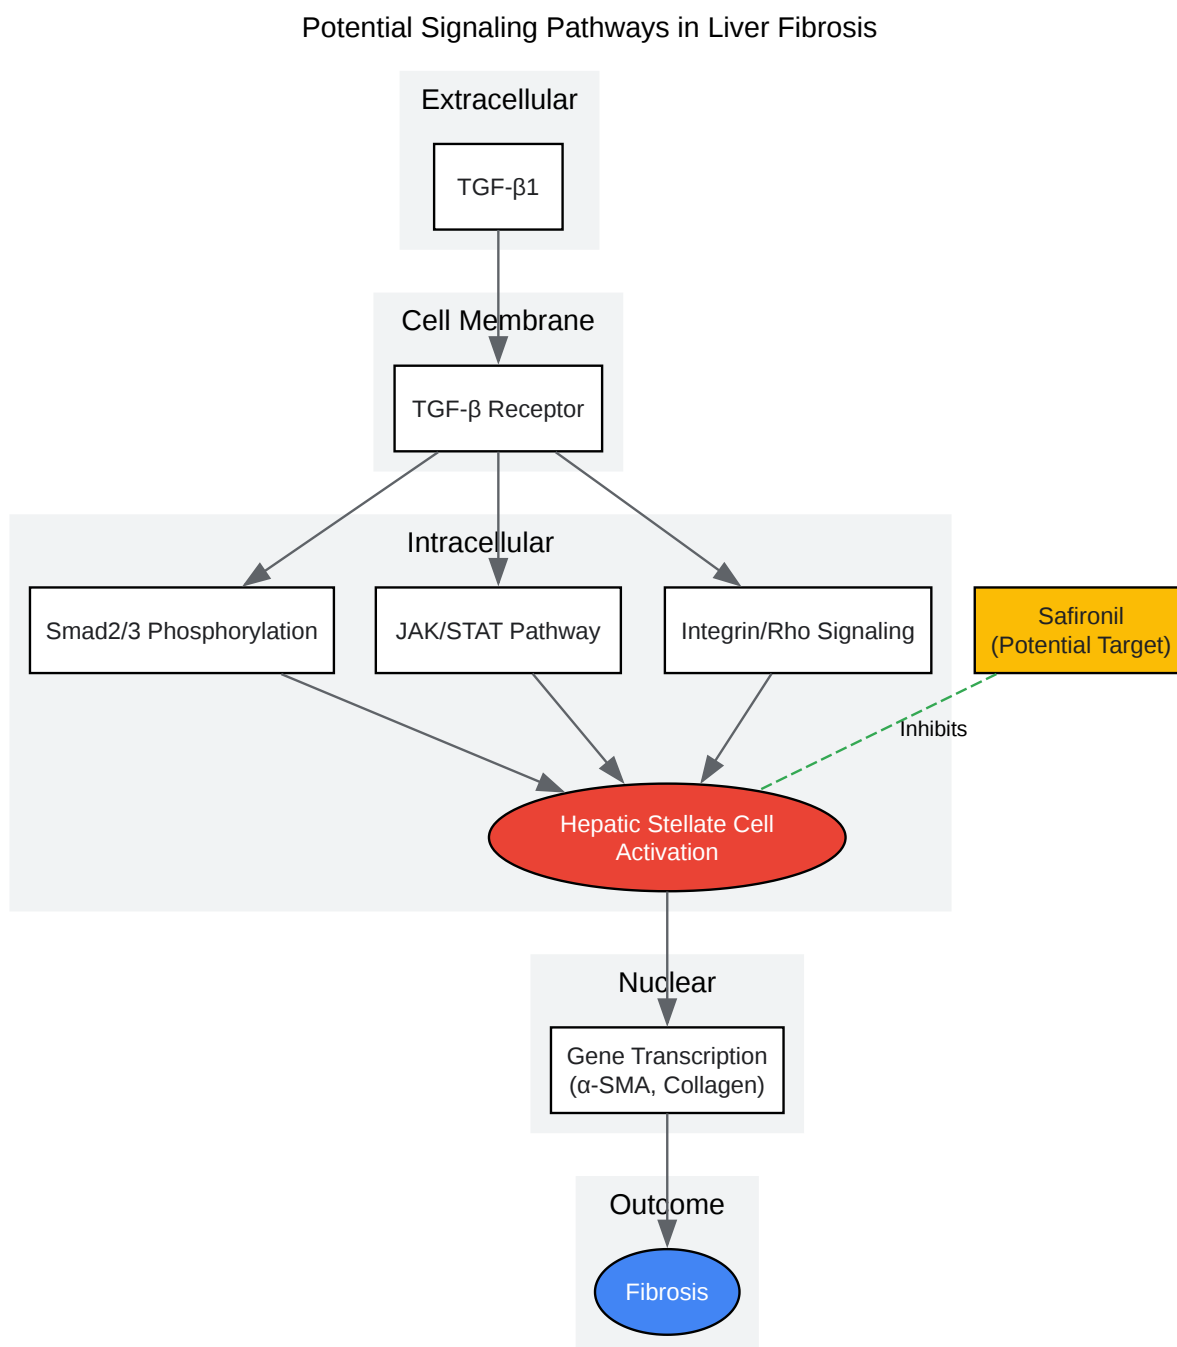 Potential Signaling Pathways in Liver Fibrosis
Extracellular
TGF-β1
Cell Membrane
TGF-β Receptor
Intracellular
Smad2/3 Phosphorylation
JAK/STAT Pathway
Integrin/Rho Signaling
Safironil
(Potential Target)
Inhibits
Hepatic Stellate Cell
Activation
Nuclear
Gene Transcription
(α-SMA, Collagen)
Outcome
Fibrosis